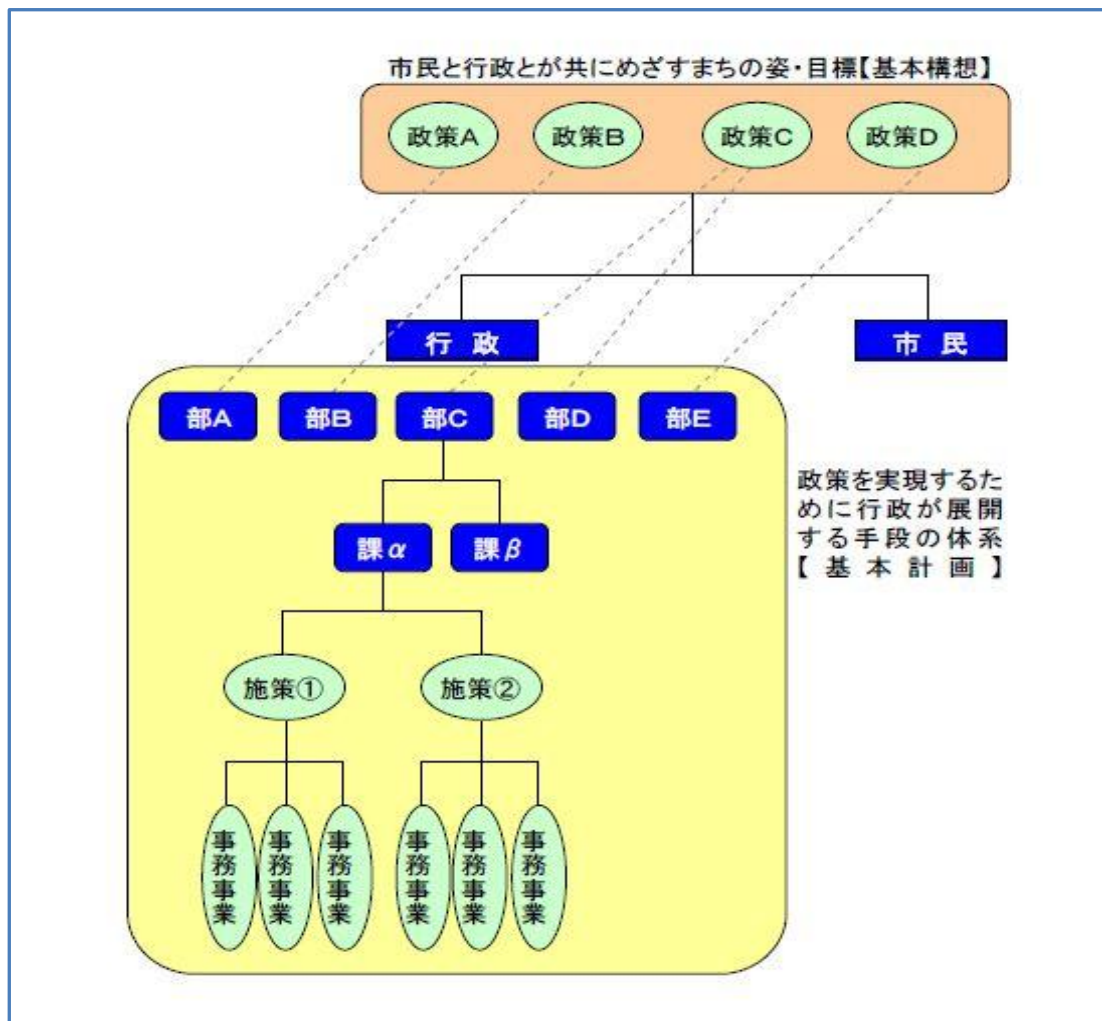 市民と行政とが共にめざすまちの姿・目標【基本構想】
政策A
政策B
政策C
政策D
行 政
市 民
部A
部B
部C
部D
部E
政策を実現するた
めに行政が展開
する手段の体系
【基本計画】
課α
課β
施策①
施策②
事務事業
事務事業
事務事業
事務事業
事務事業
事務事業